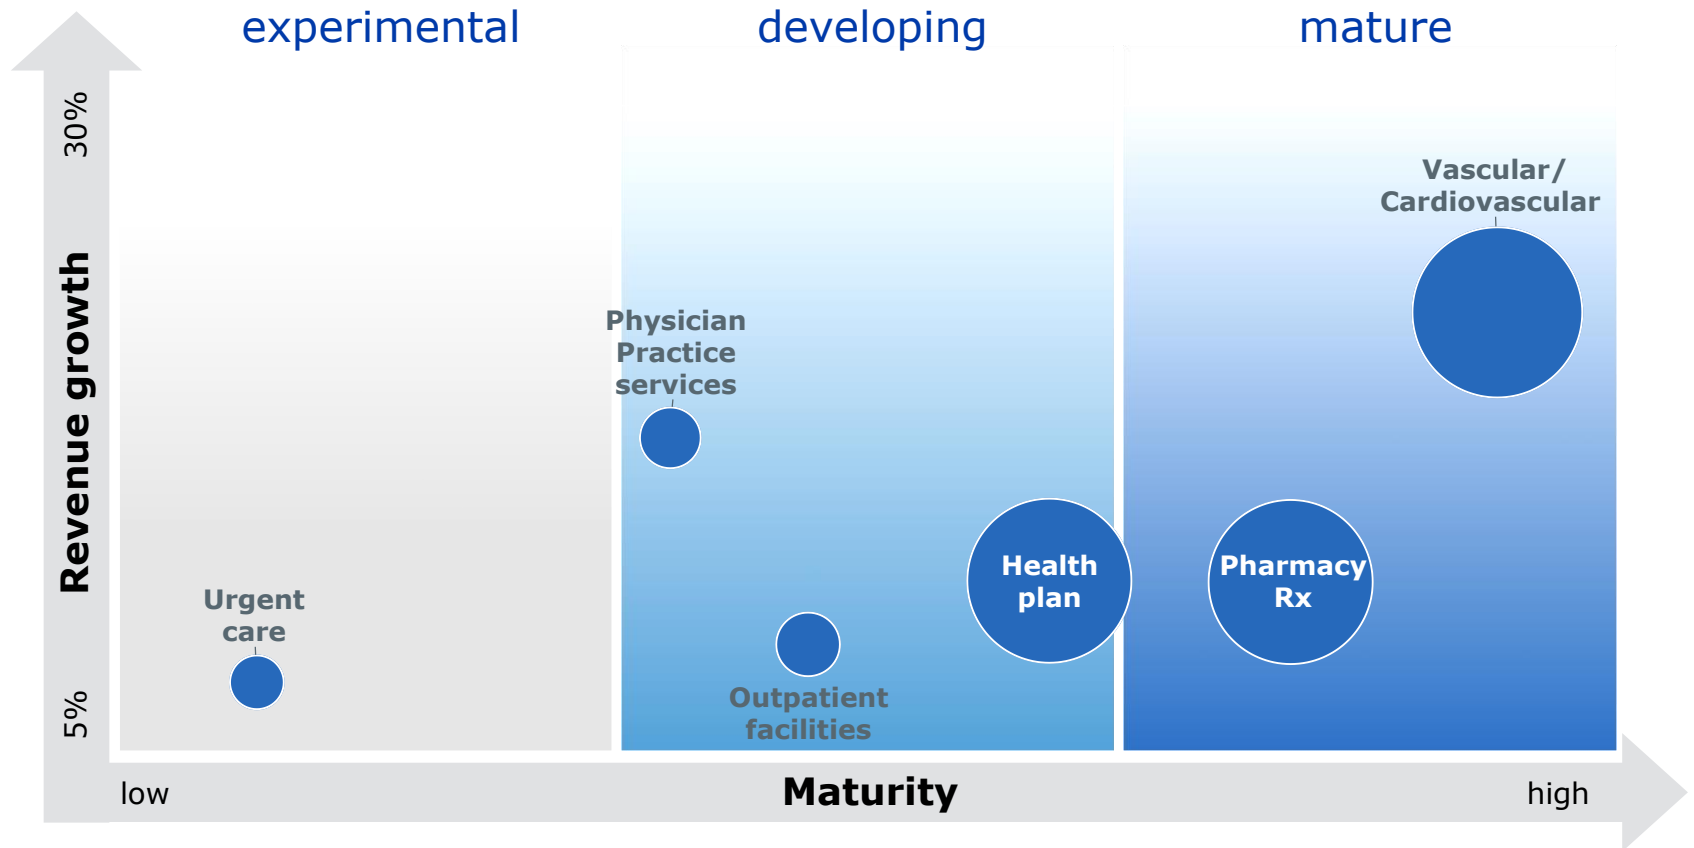 experimental
developing
mature
30%
Revenue growth
5%
Vascular/
Cardiovascular
Physician
Practice
services
Health
plan
Pharmacy
Rx
Urgent
care
Outpatient
facilities
low
Maturity
high